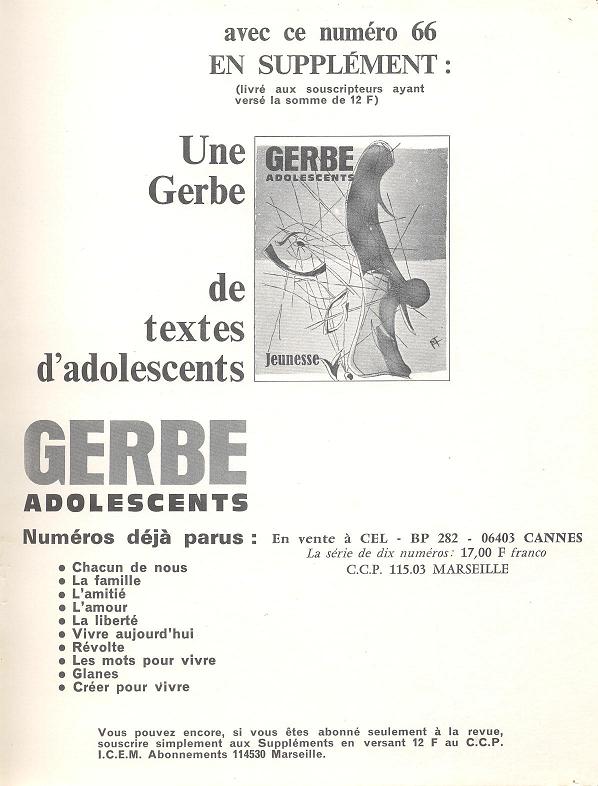 avec ce numéro 66
EN SUPPLÉMENT :
(livré aux souscripteurs ayant
versé la somme de 12 F)
Une
Gerbe
de
textes
d'adolescents
GERBE
ADOLESCENTS
Jeunesse
GERBE
ADOLESCENTS
Numéros déjà parus :
En vente à CEL - BP 282 - 06403 CANNES
La série de dix numéros : 17,00 F franco
C.C.P. 115.03 MARSEILLE
• Chacun de nous
• La famille
• L'amitié
• L'amour
• La liberté
• Vivre aujourd'hui
• Révolte
• Les mots pour vivre
• Glanes
• Créer pour vivre
Vous pouvez encore, si vous êtes abonné seulement à la revue,
souscrire simplement aux Suppléments en versant 12 F au C.C.P.
I.C.E.M. Abonnements 114530 Marseille.